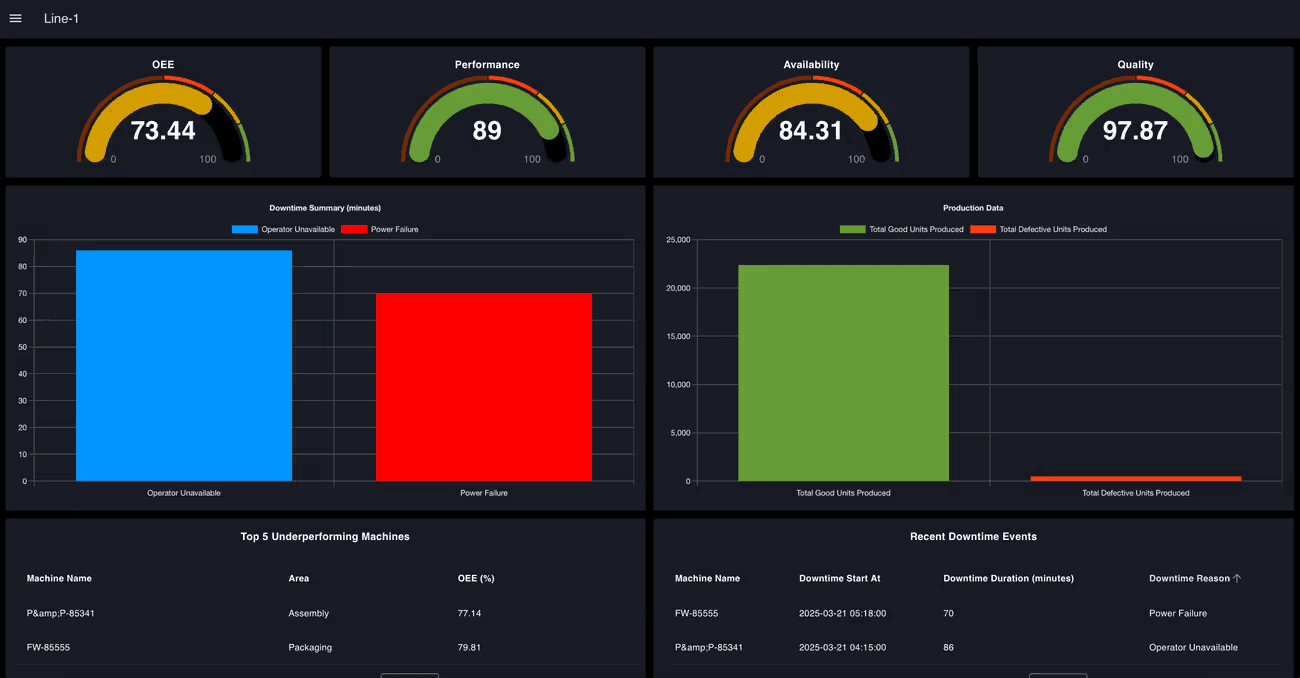 Line-1
OEE
73.44
0 100
Performance
89
0 100
Availability
84.31
0 100
Quality
97.87
0 100
Downtime Summary (minutes)
Operator Unavailable Power Failure
90
80
70
60
50
40
30
20
10
0
Operator Unavailable Power Failure
Production Data
Total Good Units Produced Total Defective Units Produced
25,000
20,000
15,000
10,000
5,000
0
Total Good Units Produced Total Defective Units Produced
Top 5 Underperforming Machines
Machine Name Area OEE (%)
P&amp;amp;P-85341 Assembly 77.14
FW-85555 Packaging 79.81
Recent Downtime Events
Machine Name Downtime Start At Downtime Duration (minutes) Downtime Reason
FW-85555 2025-03-21 05:18:00 70 Power Failure
P&amp;amp;P-85341 2025-03-21 04:15:00 86 Operator Unavailable